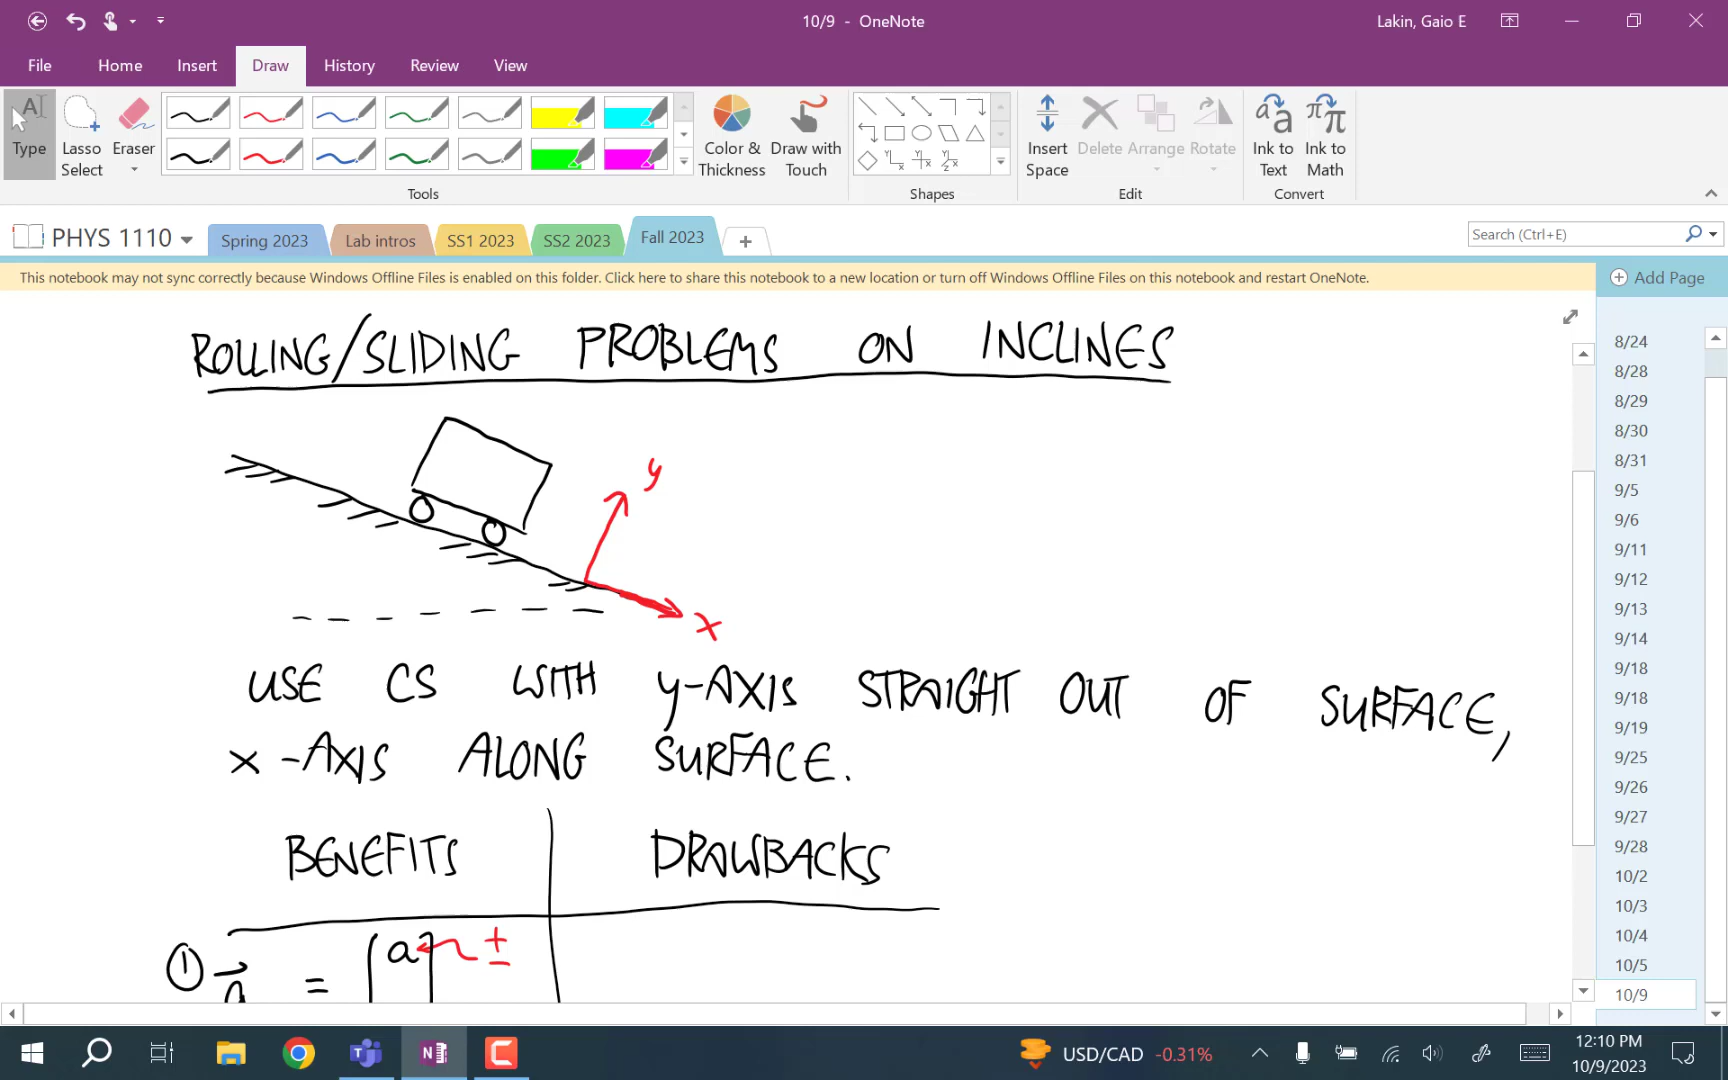 10/9 - OneNote
Lakin, Gaio E
File Home Insert Draw History Review View
Type
Lasso Select
Eraser
Color & Thickness
Draw with Touch
Insert Space
Delete
Arrange
Rotate
Ink to Text
Ink to Math
Tools
Shapes
Edit
Convert
PHYS 1110
Spring 2023
Lab intros
SS1 2023
SS2 2023
Fall 2023
Search (Ctrl+E)
This notebook may not sync correctly because Windows Offline Files is enabled on this folder. Click here to share this notebook to a new location or turn off Windows Offline Files on this notebook and restart OneNote.
Add Page
8/24
8/28
8/29
8/30
8/31
9/5
9/6
9/11
9/12
9/13
9/14
9/18
9/18
9/19
9/25
9/26
9/27
9/28
10/2
10/3
10/4
10/5
10/9
ROLLING/SLIDING PROBLEMS ON INCLINES
y
x
USE CS WITH y-AXIS STRAIGHT OUT OF SURFACE,
x-AXIS ALONG SURFACE.
BENEFITS DRAWBACKS
① a = [a] ±
USD/CAD -0.31%
12:10 PM
10/9/2023